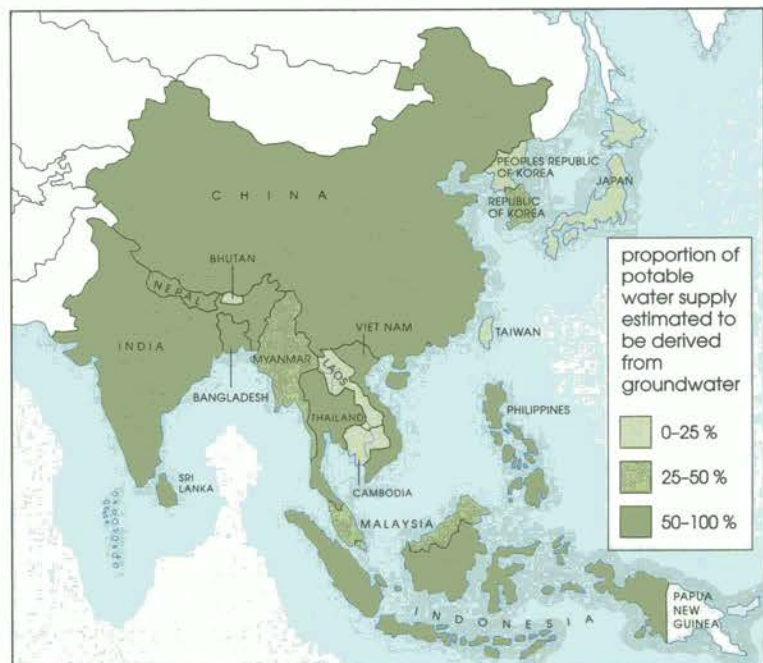 PEOPLES REPUBLIC
OF KOREA
JAPAN
CHINA
REPUBLIC
OF KOREA
BHUTAN
NEPAL
VIET NAM
TAIWAN
INDIA
MYANMAR
LAOS
BANGLADESH
THAILAND
PHILIPPINES
SRI
LANKA
CAMBODIA
MALAYSIA
INDONESIA
PAPUA
NEW
GUINEA
proportion of
potable
water supply
estimated to
be derived
from
groundwater
0–25 %
25–50 %
50–100 %